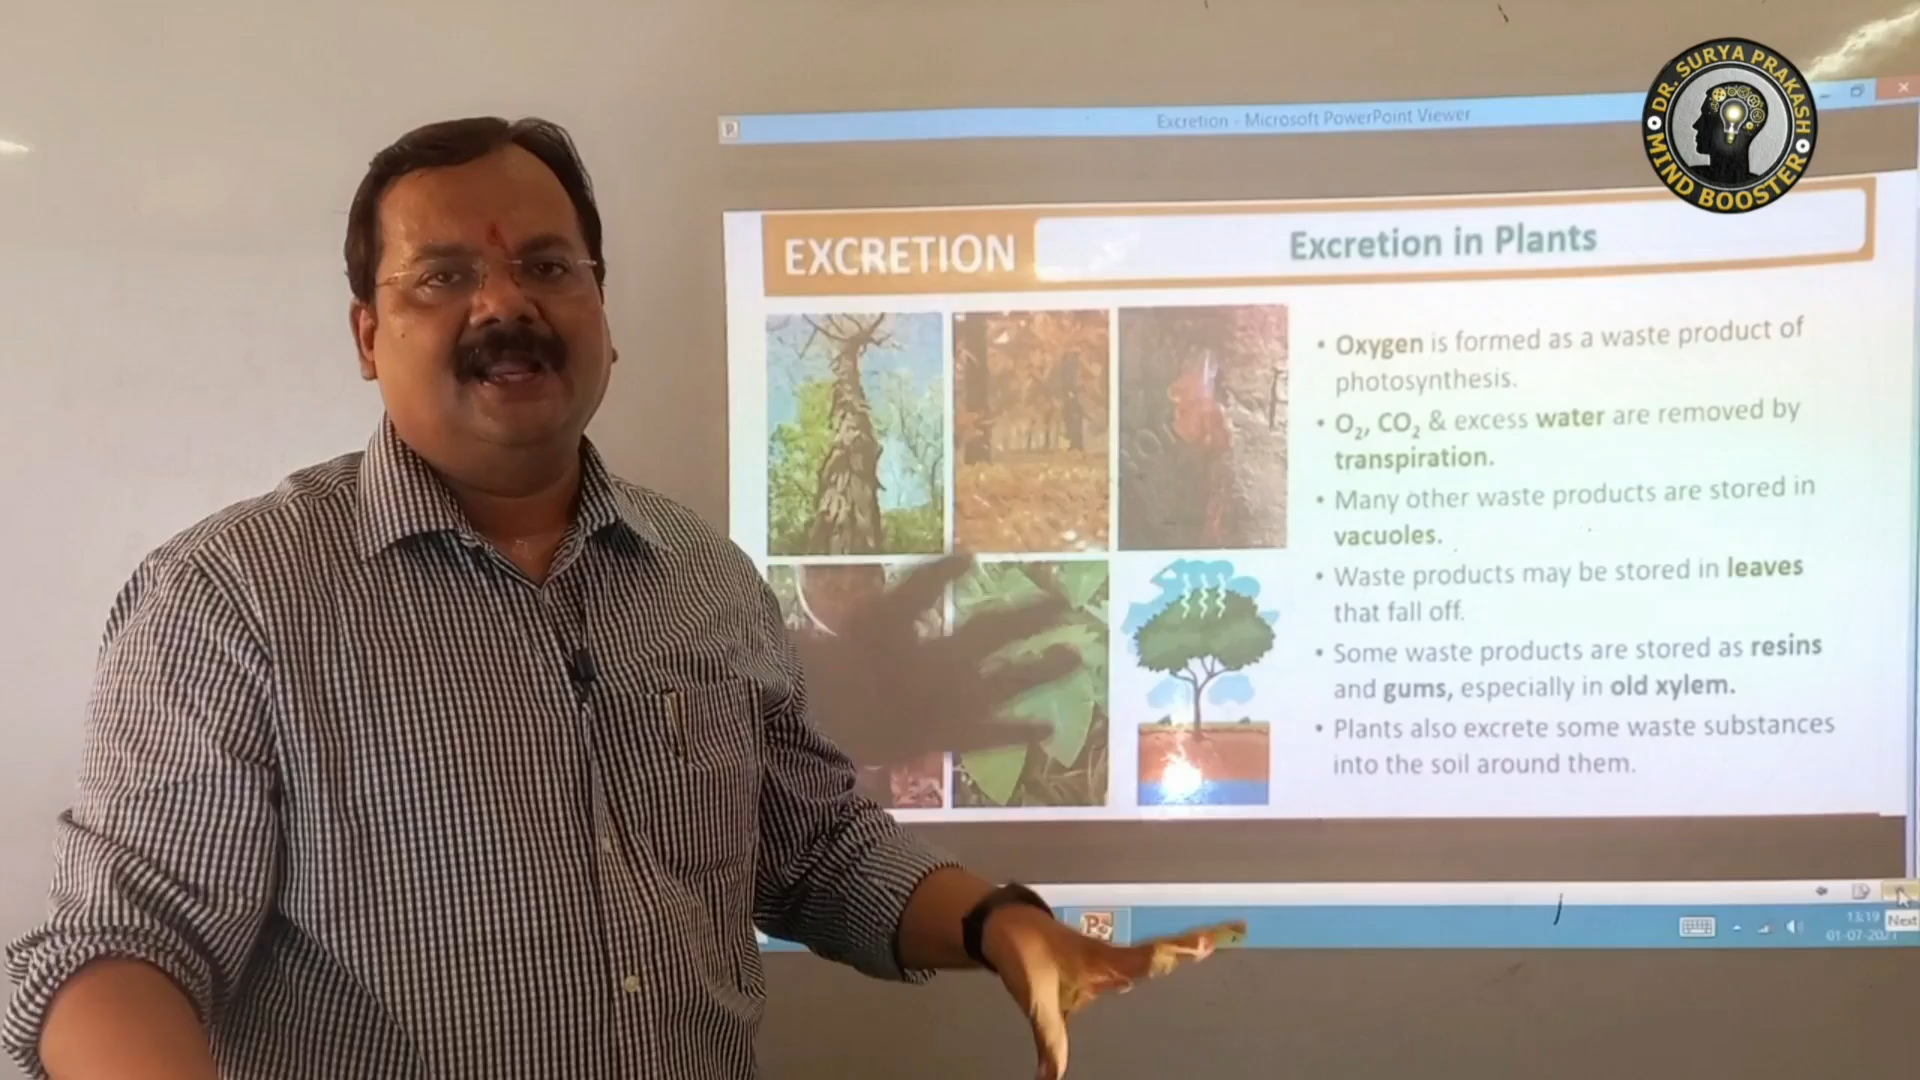 DR. SURYA PRAKASH
MIND BOOSTER
Excretion - Microsoft PowerPoint Viewer
EXCRETION
Excretion in Plants
• Oxygen is formed as a waste product of
photosynthesis.
• O₂, CO₂ & excess water are removed by
transpiration.
• Many other waste products are stored in
vacuoles.
• Waste products may be stored in leaves
that fall off.
• Some waste products are stored as resins
and gums, especially in old xylem.
• Plants also excrete some waste substances
into the soil around them.
13:19
Next